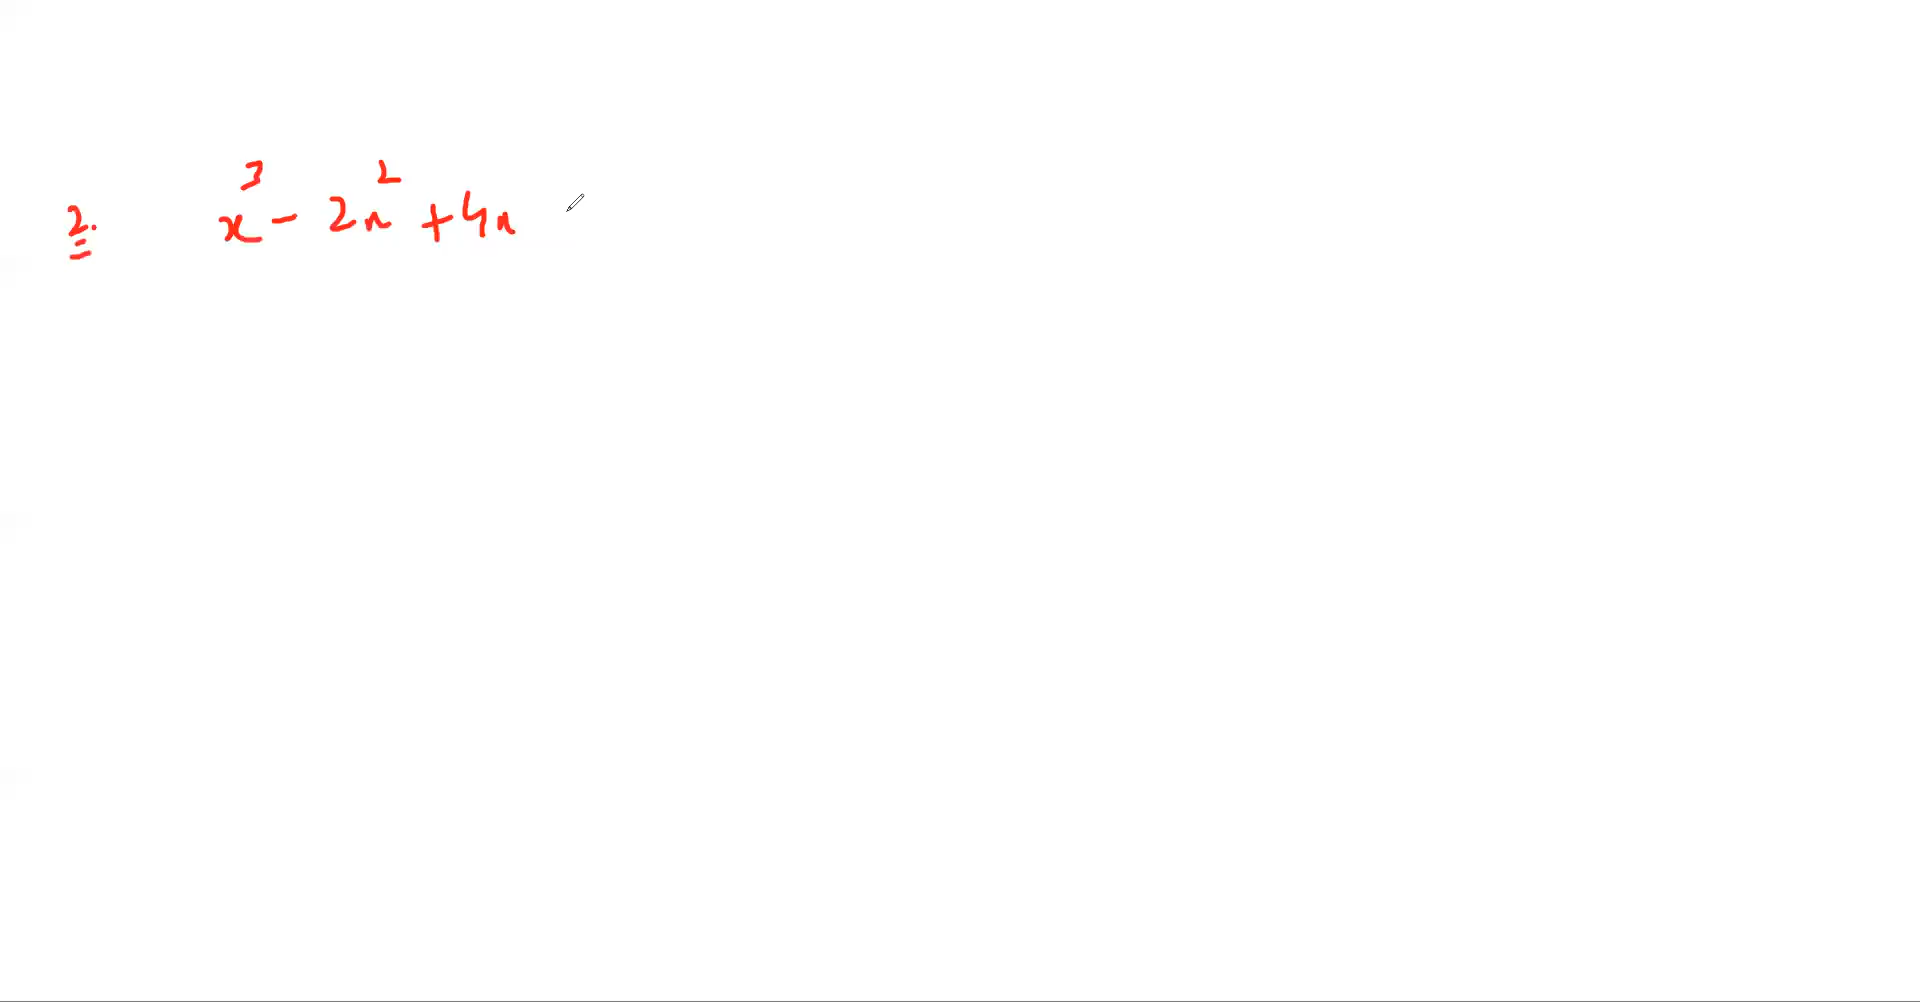 2. x³ - 2x² + 4x